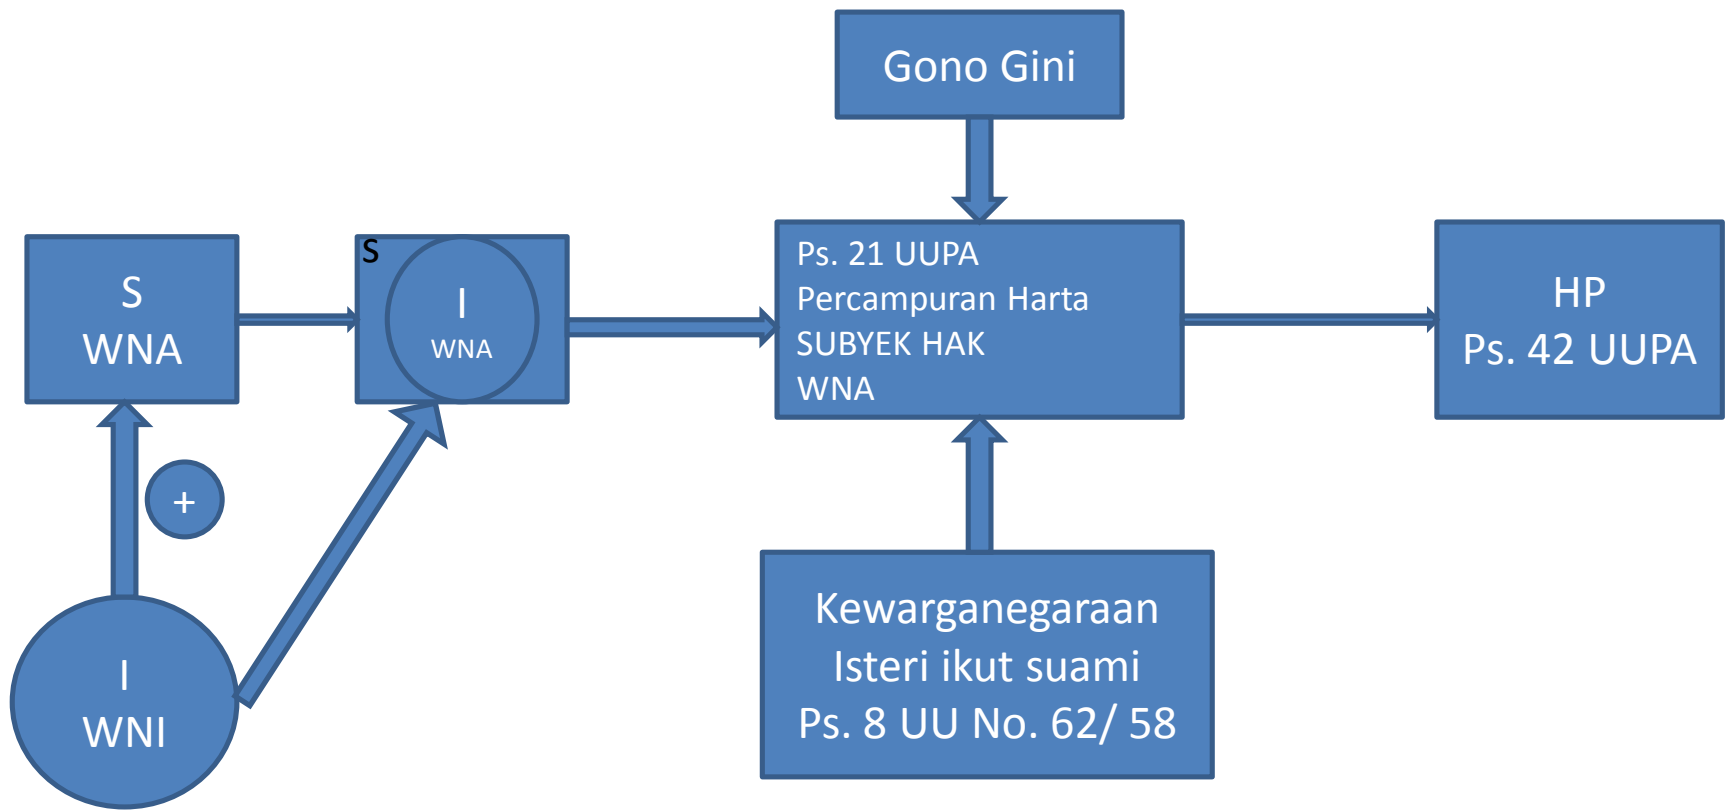 Gono Gini
S
WNA
S
I
WNA
Ps. 21 UUPA
Percampuran Harta
SUBYEK HAK
WNA
HP
Ps. 42 UUPA
+
I
WNI
Kewarganegaraan
Isteri ikut suami
Ps. 8 UU No. 62/ 58